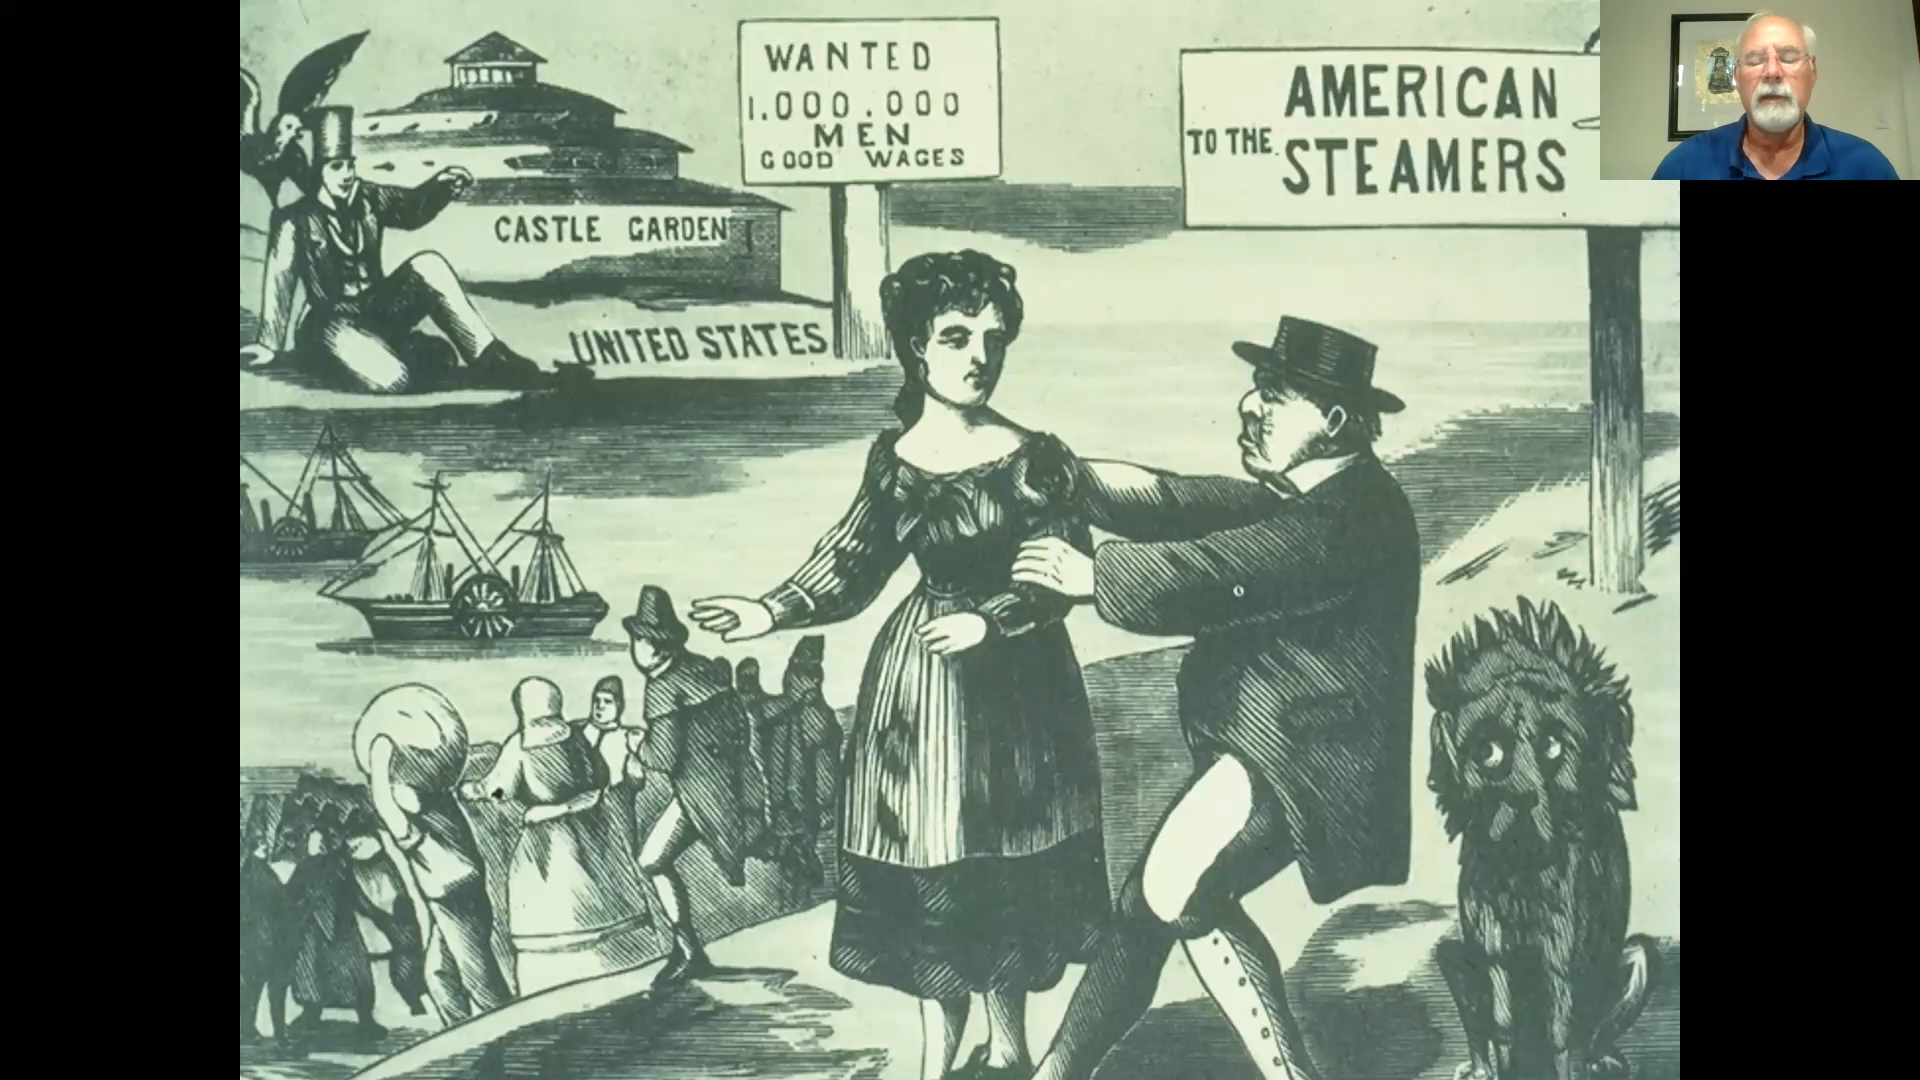 WANTED
1.000.000
MEN
GOOD WAGES
AMERICAN
TO THE. STEAMERS
CASTLE GARDEN
UNITED STATES